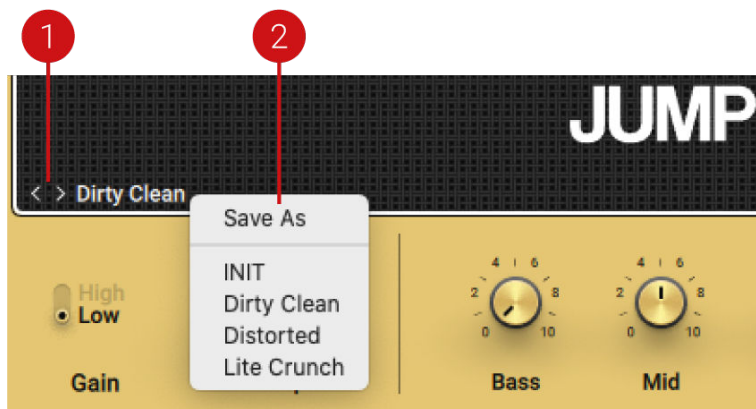 1
2
JUMP
< > Dirty Clean
Save As
INIT
Dirty Clean
Distorted
Lite Crunch
High
Low
Gain
0 2 4 6 8 10
Bass
0 2 4 6 8 10
Mid